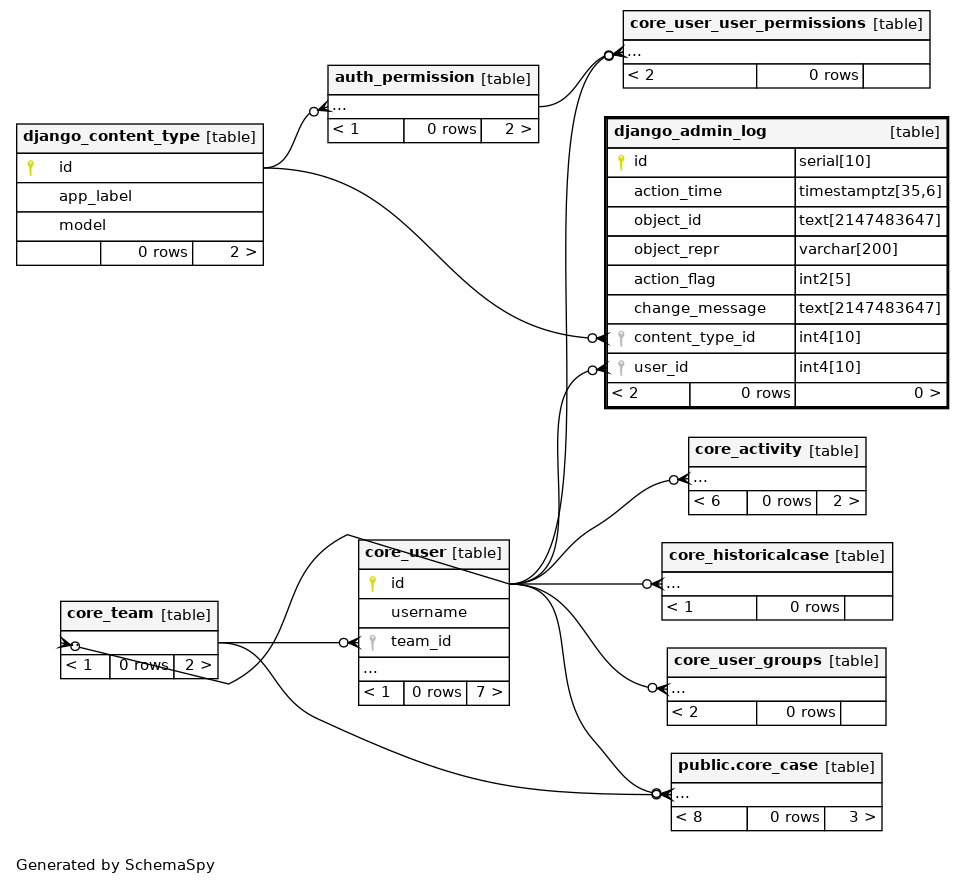 core_user_user_permissions [table]
...
< 2 0 rows
auth_permission [table]
...
< 1 0 rows 2 >
django_content_type [table]
id
app_label
model
0 rows 2 >
django_admin_log [table]
id serial[10]
action_time timestamptz[35,6]
object_id text[2147483647]
object_repr varchar[200]
action_flag int2[5]
change_message text[2147483647]
content_type_id int4[10]
user_id int4[10]
< 2 0 rows 0 >
core_activity [table]
...
< 6 0 rows 2 >
core_user [table]
id
username
team_id
...
< 1 0 rows 7 >
core_historicalcase [table]
...
< 1 0 rows
core_team [table]
...
< 1 0 rows 2 >
core_user_groups [table]
...
< 2 0 rows
public.core_case [table]
...
< 8 0 rows 3 >
Generated by SchemaSpy